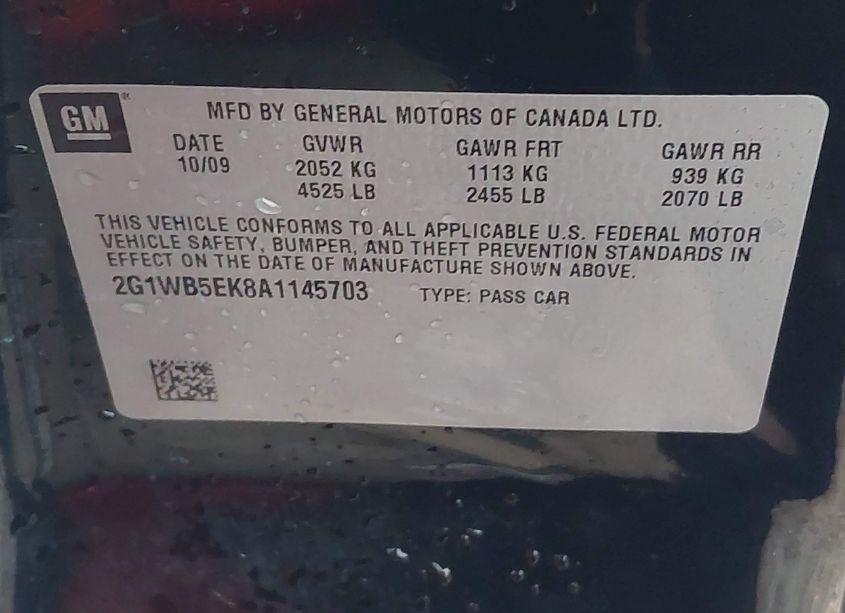 GM®
MFD BY GENERAL MOTORS OF CANADA LTD.
DATE GVWR GAWR FRT GAWR RR
10/09 2052 KG 1113 KG 939 KG
4525 LB 2455 LB 2070 LB
THIS VEHICLE CONFORMS TO ALL APPLICABLE U.S. FEDERAL MOTOR
VEHICLE SAFETY, BUMPER, AND THEFT PREVENTION STANDARDS IN
EFFECT ON THE DATE OF MANUFACTURE SHOWN ABOVE.
2G1WB5EK8A1145703 TYPE: PASS CAR